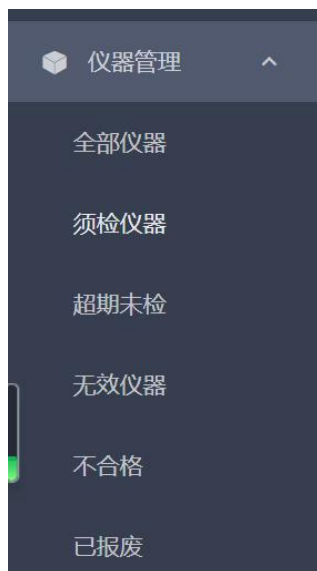 仪器管理
全部仪器
须检仪器
超期未检
无效仪器
不合格
已报废